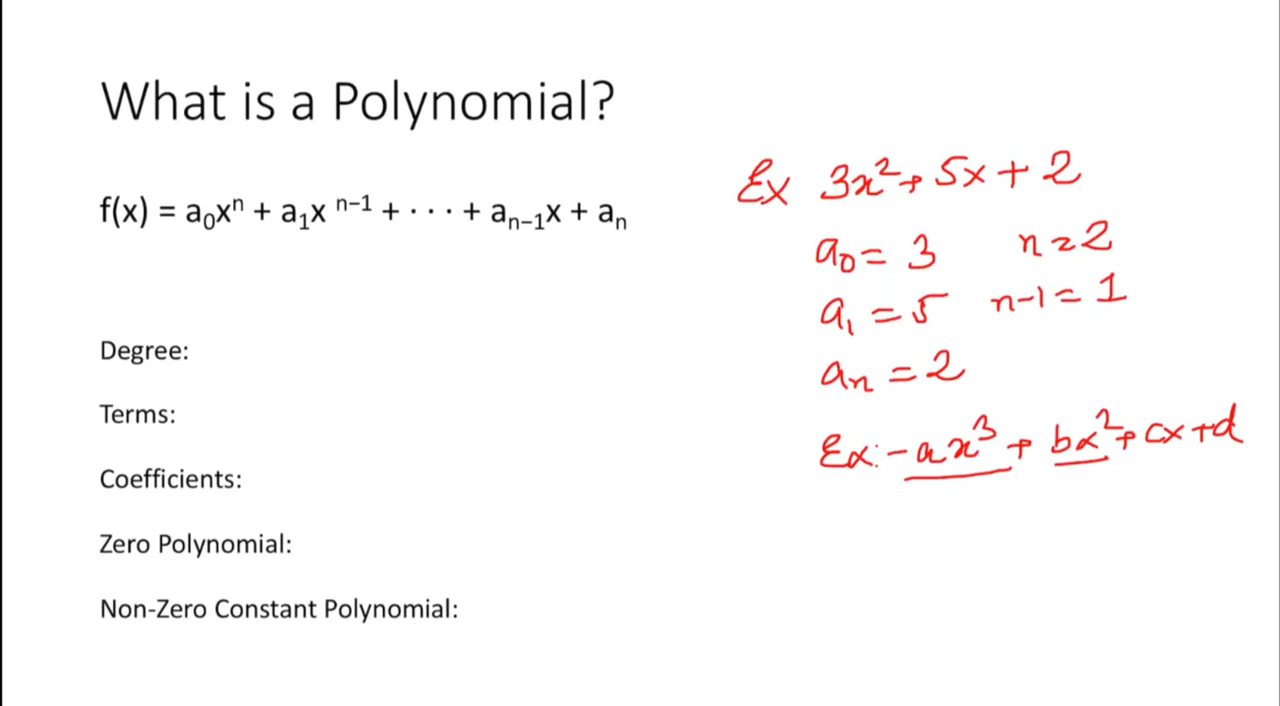 What is a Polynomial?
f(x) = a₀xⁿ + a₁x ⁿ⁻¹ + · · · + aₙ₋₁x + aₙ
Ex 3x² + 5x + 2
a₀ = 3 n = 2
a₁ = 5 n-1 = 1
aₙ = 2
Ex:- ax³ + bx² + cx + d
Degree:
Terms:
Coefficients:
Zero Polynomial:
Non-Zero Constant Polynomial: